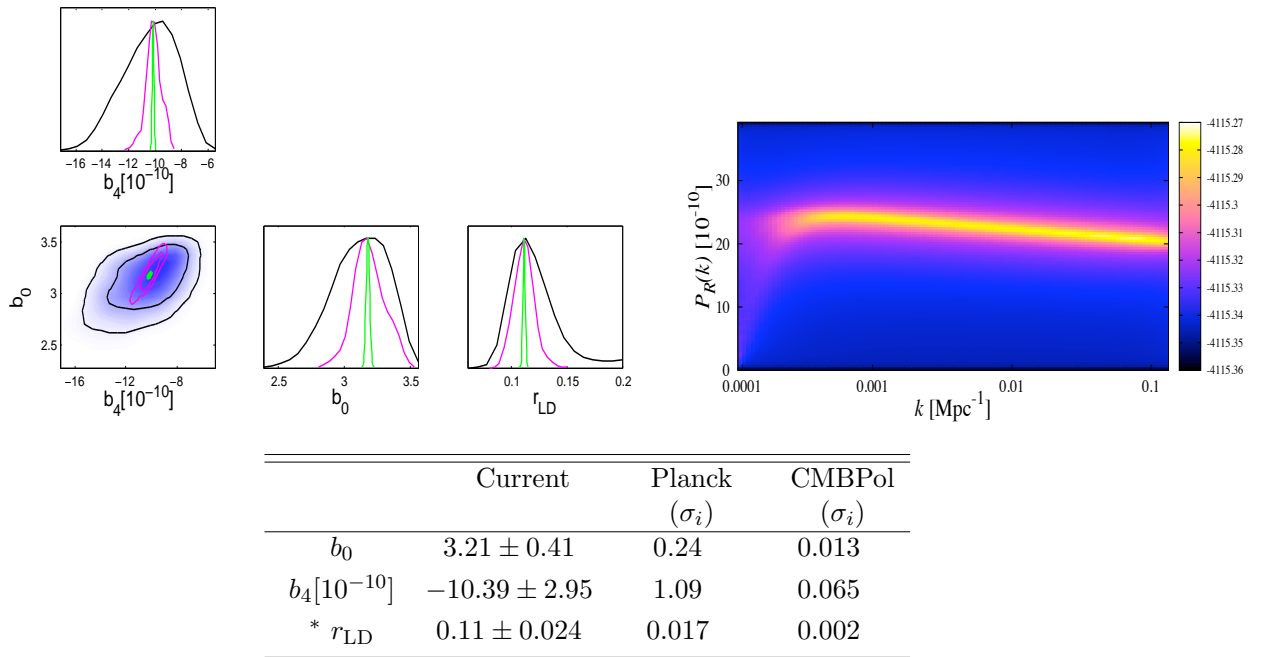 −16 −14 −12 −10 −8 −6
b₄[10⁻¹⁰]
3.5
3
2.5
b₀
−16 −12 −8
b₄[10⁻¹⁰]
2.5 3 3.5
b₀
0.1 0.15 0.2
r_LD
30
20
10
0
P_R(k) [10⁻¹⁰]
0.0001 0.001 0.01 0.1
k [Mpc⁻¹]
-4115.27
-4115.28
-4115.29
-4115.3
-4115.31
-4115.32
-4115.33
-4115.34
-4115.35
-4115.36
Current Planck CMBPol
(σᵢ) (σᵢ)
b₀ 3.21 ± 0.41 0.24 0.013
b₄[10⁻¹⁰] −10.39 ± 2.95 1.09 0.065
* r_LD 0.11 ± 0.024 0.017 0.002